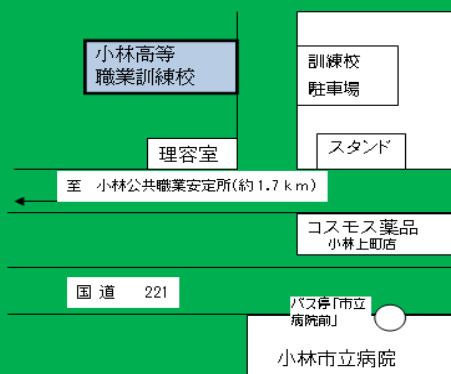 小林高等
職業訓練校
訓練校
駐車場
理容室
スタンド
至 小林公共職業安定所(約1.7ｋｍ)
コスモス薬品
小林上町店
国道 221
バス停「市立
病院前」
小林市立病院